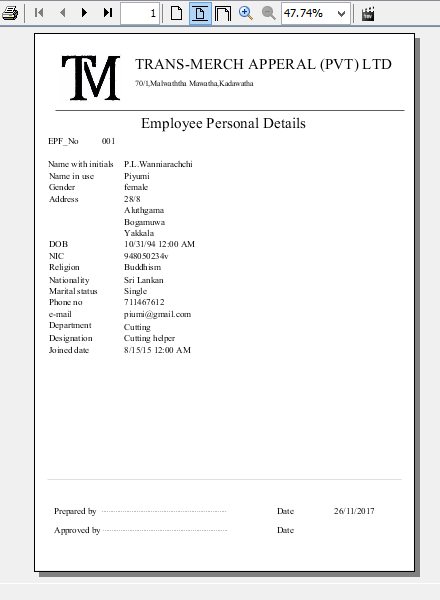 1
47.74%
TM
TRANS-MERCH APPERAL (PVT) LTD
70/1,Malwaththa Mawatha,Kadawatha
Employee Personal Details
EPF_No 001
Name with initials P.L.Wanniarachchi
Name in use Piyumi
Gender female
Address 28/8
Aluthgama
Bogamuwa
Yakkala
DOB 10/31/94 12:00 AM
NIC 948050234v
Religion Buddhism
Nationality Sri Lankan
Marital status Single
Phone no 711467612
e-mail piumi@gmail.com
Department Cutting
Designation Cutting helper
Joined date 8/15/15 12:00 AM
Prepared by Date 26/11/2017
Approved by Date